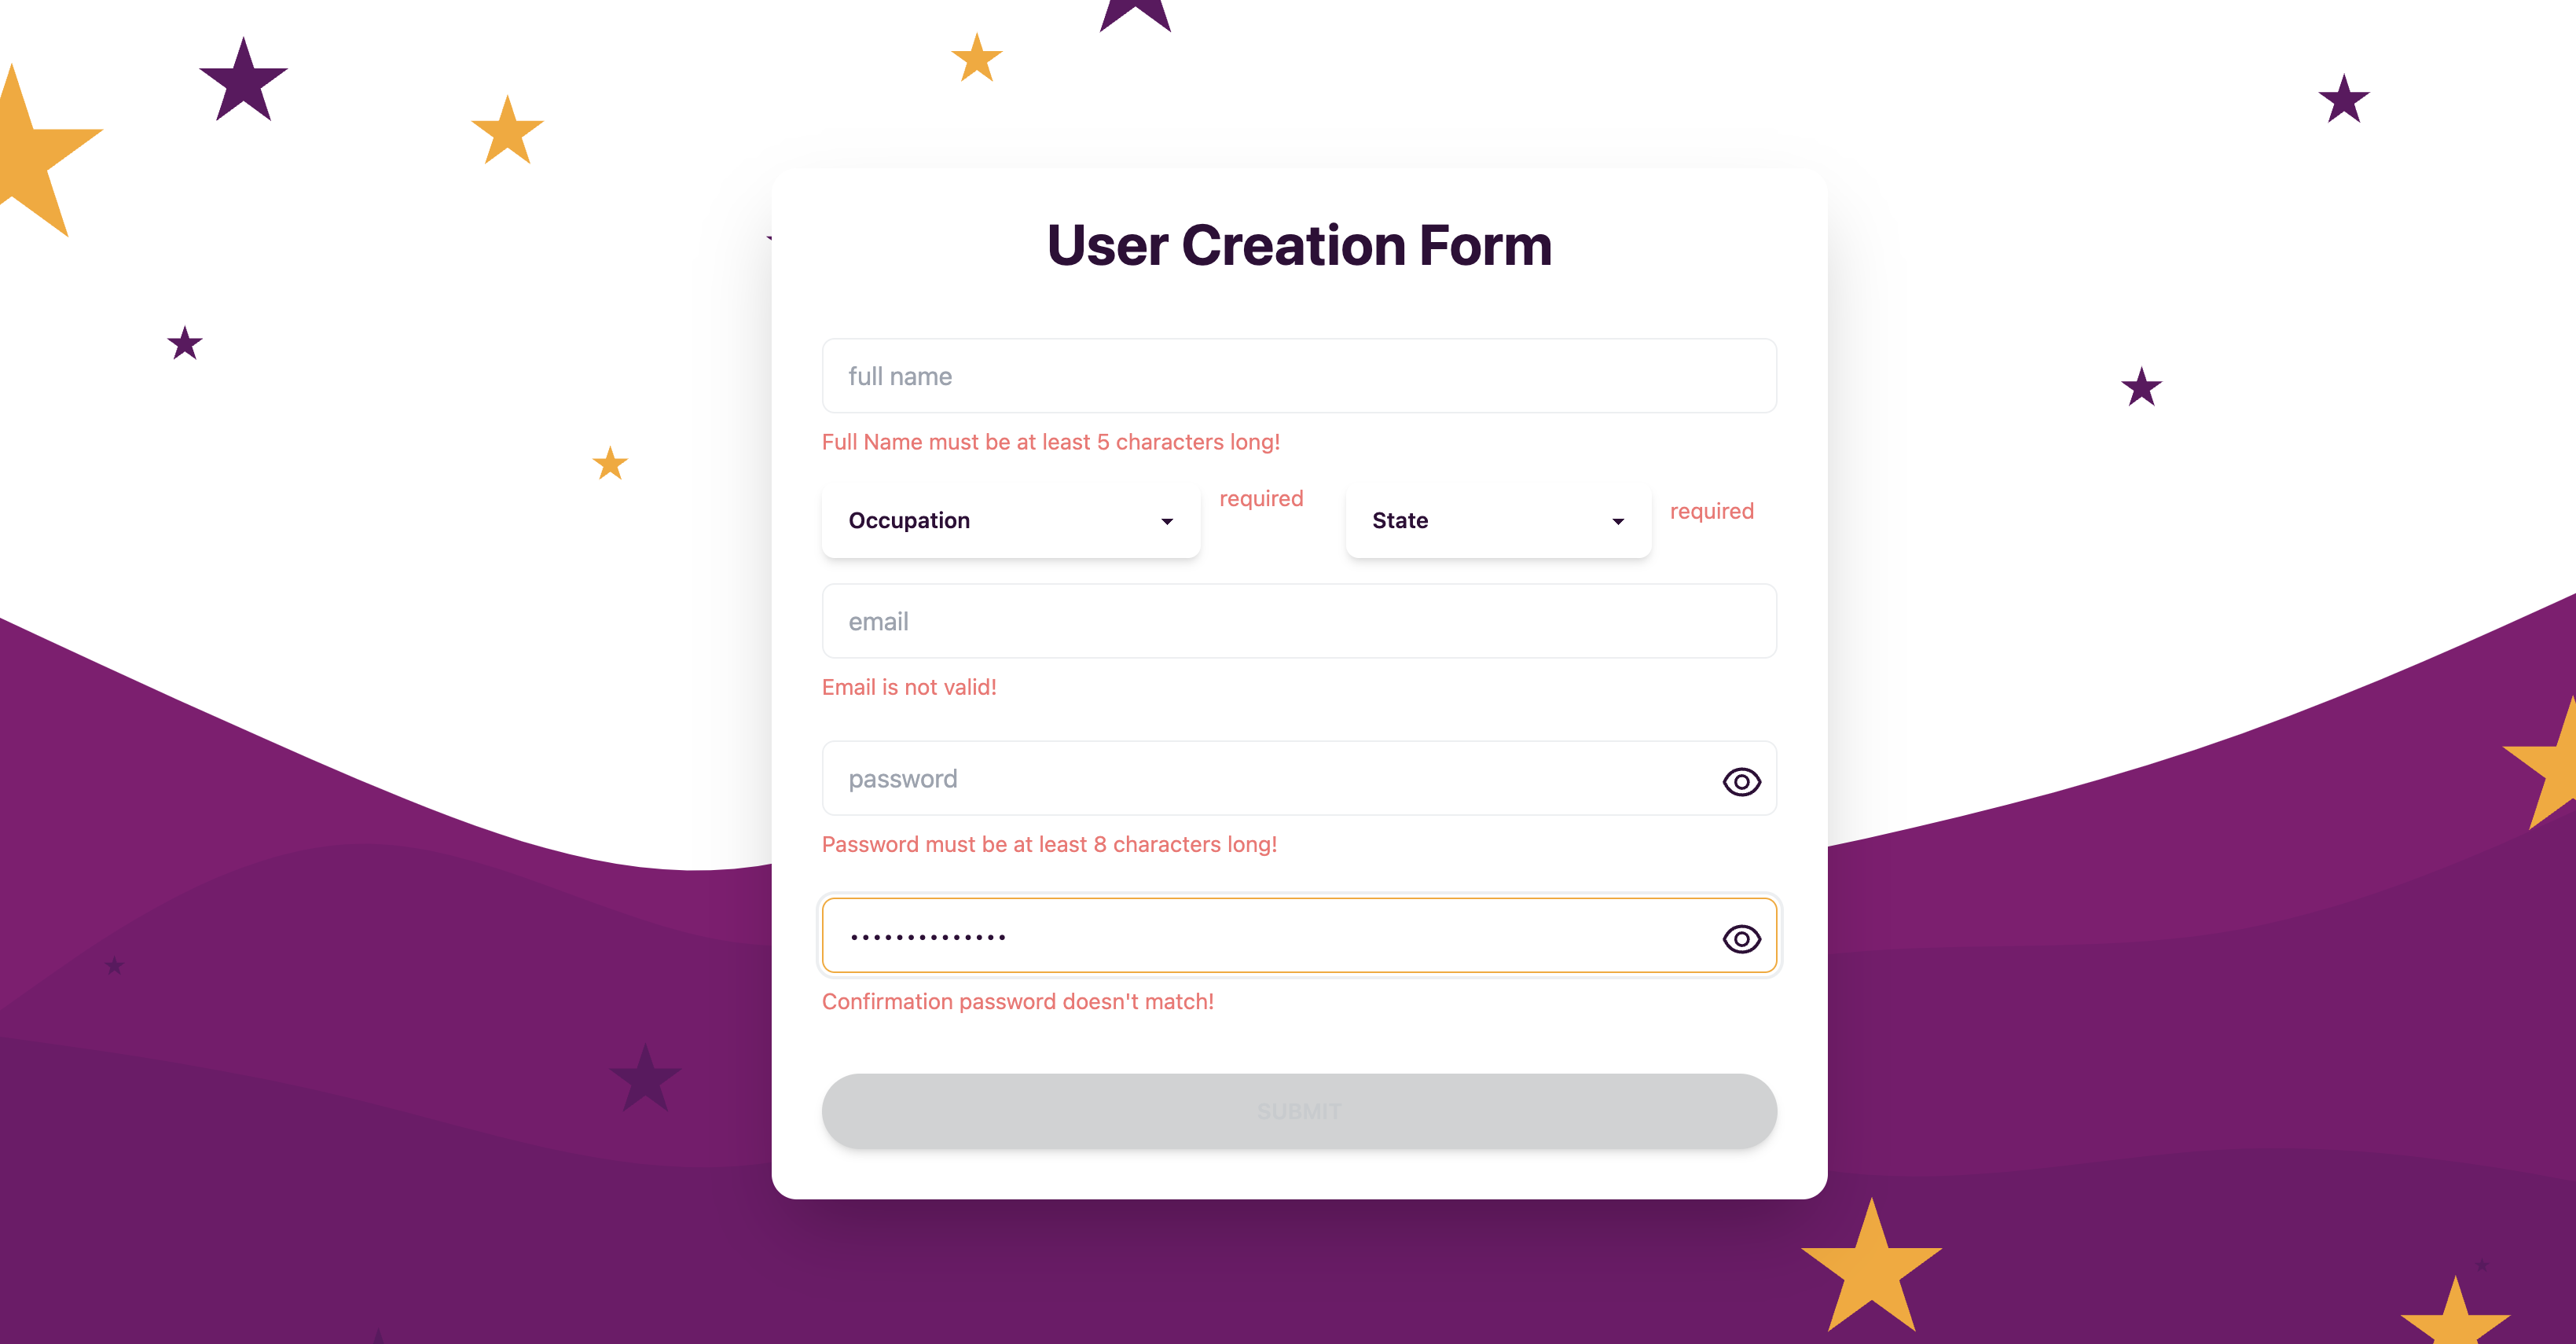 User Creation Form
full name
Full Name must be at least 5 characters long!
Occupation required State required
email
Email is not valid!
password
Password must be at least 8 characters long!
••••••••••••••
Confirmation password doesn't match!
SUBMIT